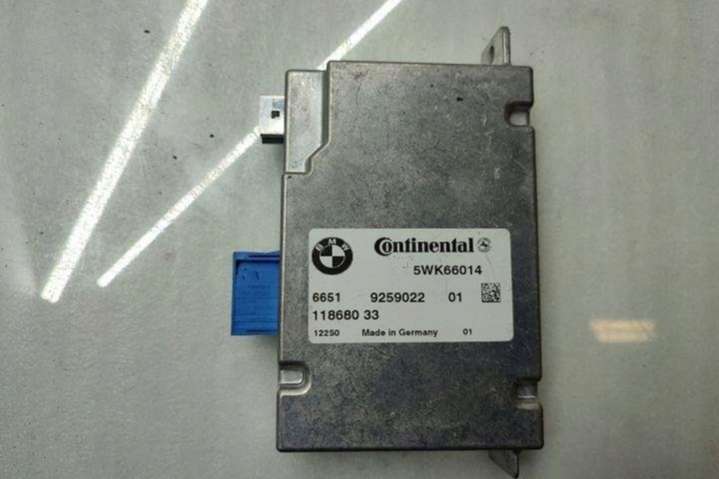 BMW Continental
5WK66014
6651 9259022 01
118680 33
12250 Made in Germany 01